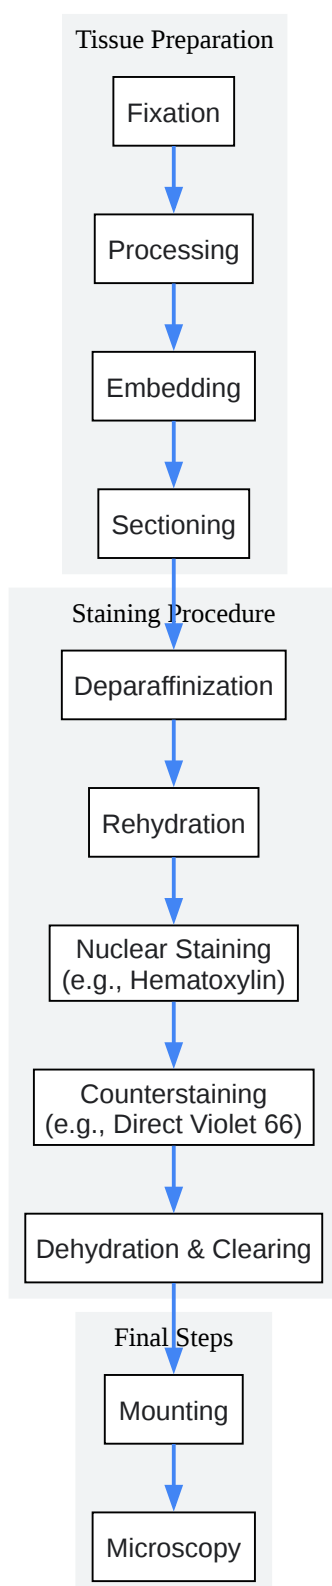 Tissue Preparation
Fixation
Processing
Embedding
Sectioning
Staining Procedure
Deparaffinization
Rehydration
Nuclear Staining
(e.g., Hematoxylin)
Counterstaining
(e.g., Direct Violet 66)
Dehydration & Clearing
Final Steps
Mounting
Microscopy